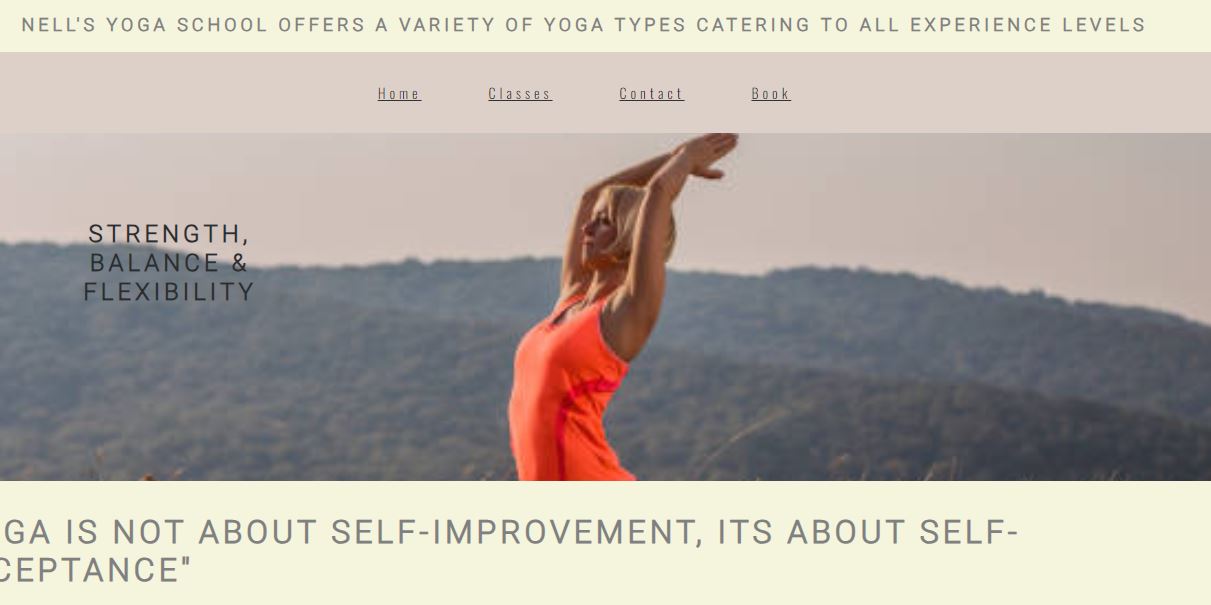 NELL'S YOGA SCHOOL OFFERS A VARIETY OF YOGA TYPES CATERING TO ALL EXPERIENCE LEVELS
Home Classes Contact Book
STRENGTH,
BALANCE &
FLEXIBILITY
GA IS NOT ABOUT SELF-IMPROVEMENT, ITS ABOUT SELF-
CEPTANCE"